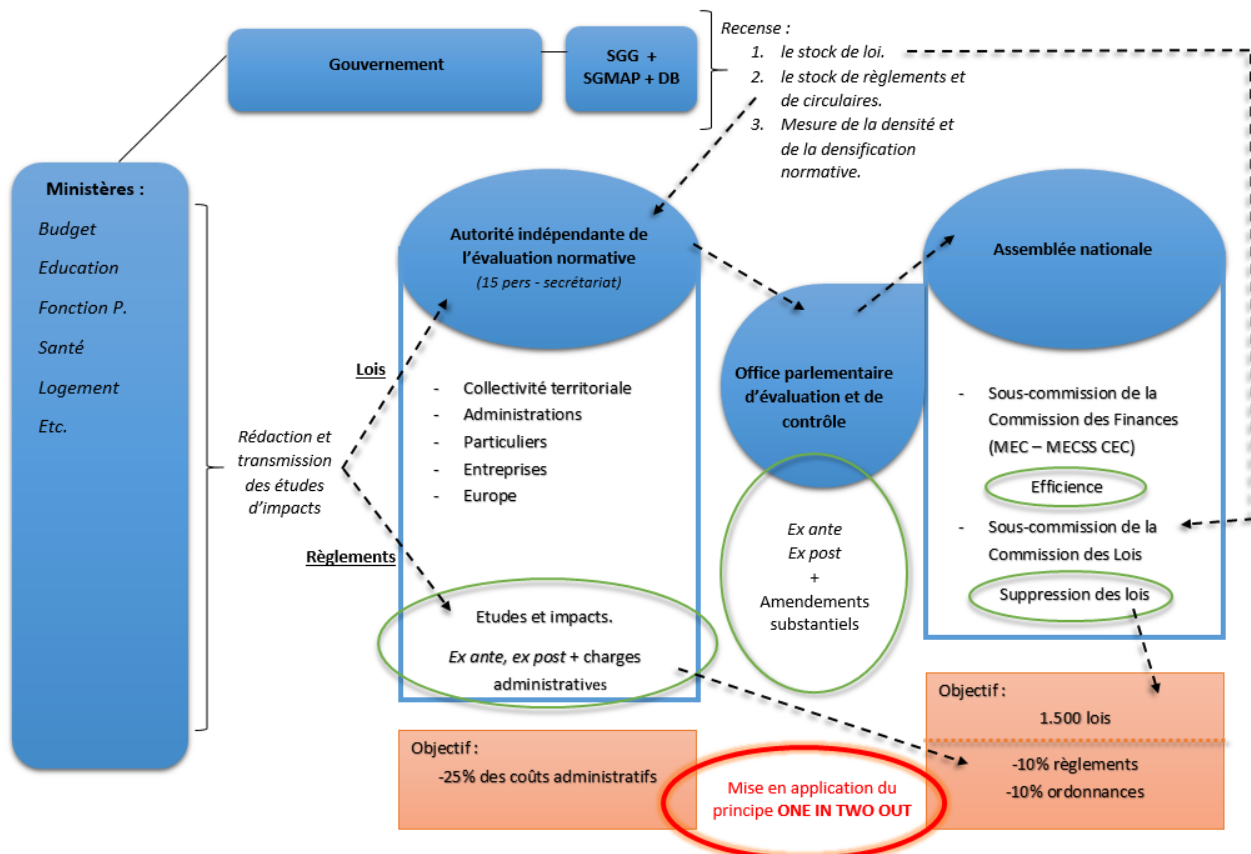 Gouvernement
SGG +
SGMAP + DB
Recense :
1. le stock de loi.
2. le stock de règlements et
de circulaires.
3. Mesure de la densité et
de la densification
normative.
Ministères :
Budget
Education
Fonction P.
Santé
Logement
Etc.
Rédaction et
transmission
des études
d'impacts
Lois
Règlements
Autorité indépendante de
l'évaluation normative
(15 pers - secrétariat)
- Collectivité territoriale
- Administrations
- Particuliers
- Entreprises
- Europe
Etudes et impacts.
Ex ante, ex post + charges
administratives
Office parlementaire
d'évaluation et de
contrôle
Ex ante
Ex post
+
Amendements
substantiels
Assemblée nationale
- Sous-commission de la
Commission des Finances
(MEC – MECSS CEC)
Efficience
- Sous-commission de la
Commission des Lois
Suppression des lois
Objectif :
-25% des coûts administratifs
Mise en application du
principe ONE IN TWO OUT
Objectif :
1.500 lois
-10% règlements
-10% ordonnances